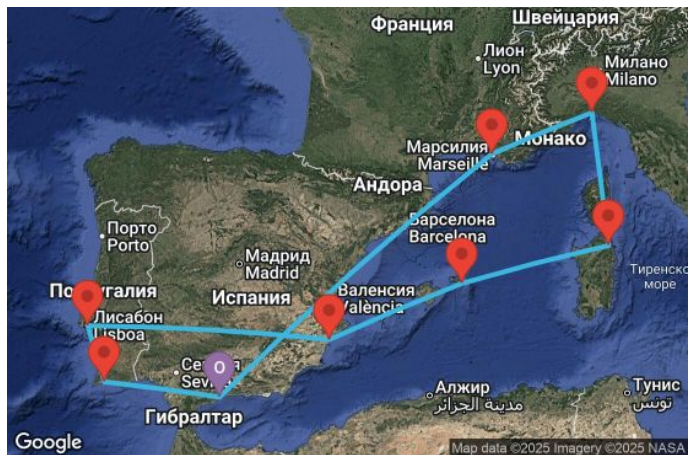 Франция
Швейцария
Лион
Lyon
Милано
Milano
Марсилия
Marseille
Монако
Андора
Барселона
Barcelona
Порто
Porto
Мадрид
Madrid
Тиренско
море
Португалия
Испания
Валенсия
València
Лисабон
Lisboa
O
Гибралтар
Алжир
مدينة الجزائر
Тунис
تونس
Google
Map data ©2025 Imagery ©2025 NASA